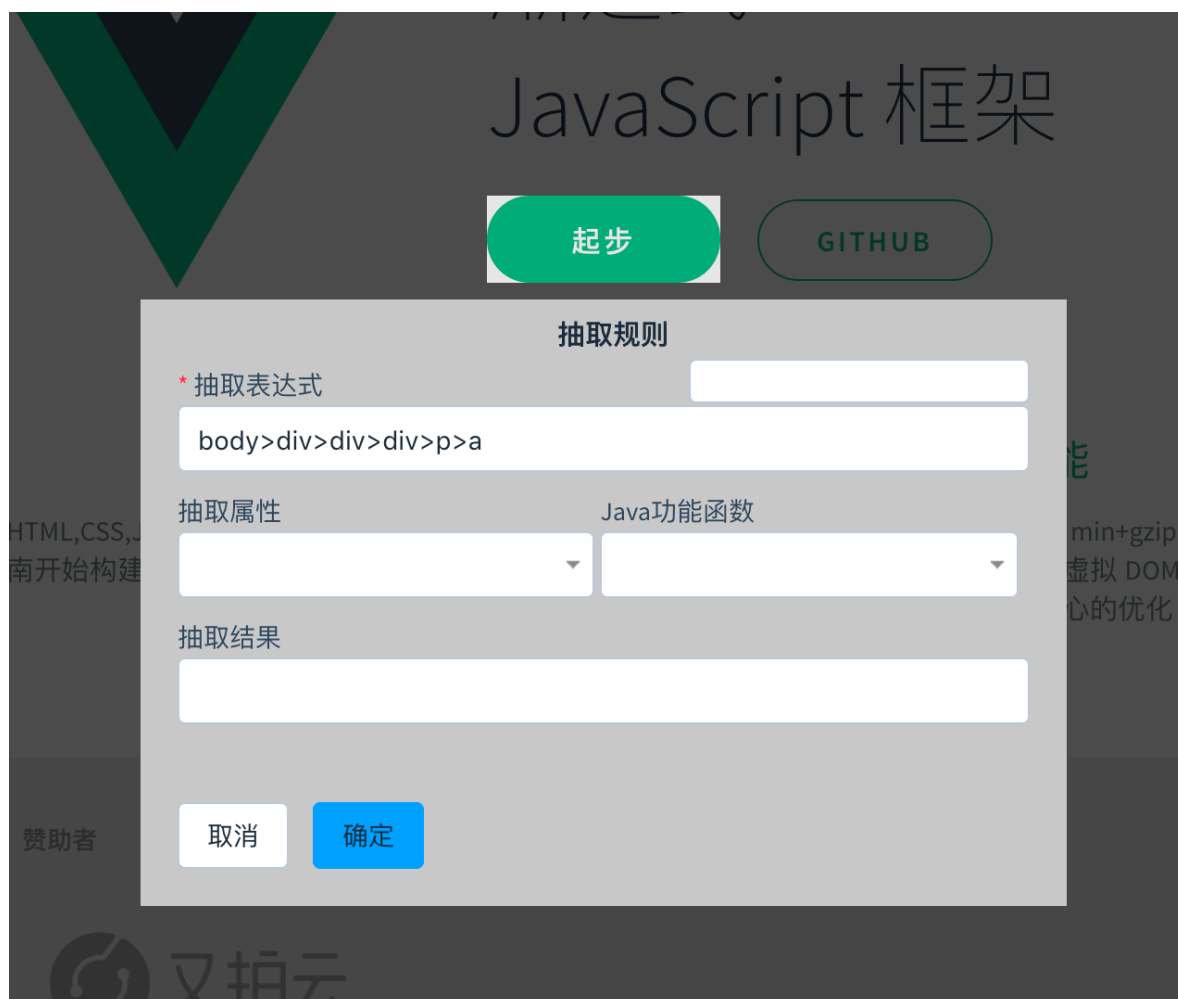 JavaScript 框架
起步
GITHUB
抽取规则
* 抽取表达式
body>div>div>div>p>a
能
抽取属性
Java功能函数
HTML,CSS,J
min+gzip
南开始构建
虚拟 DOM
心的优化
抽取结果
取消
确定
赞助者
又拍云